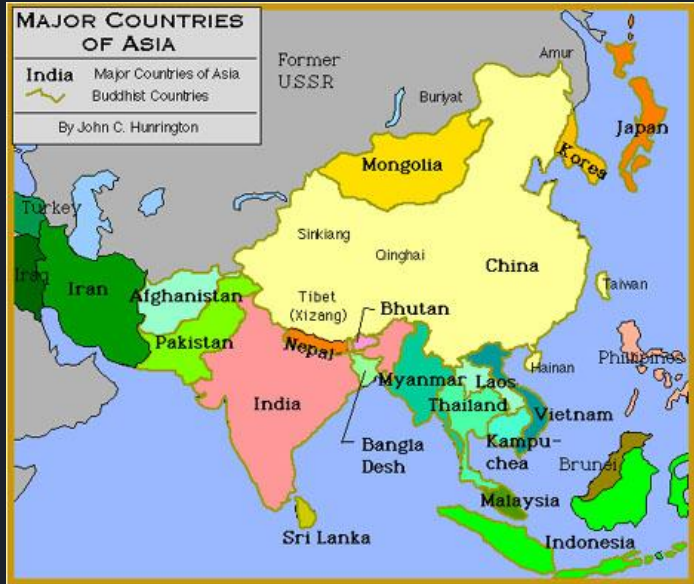 MAJOR COUNTRIES
OF ASIA
India Major Countries of Asia
Buddhist Countries
By John C. Hunrington
Former
U.S.S.R
Amur
Buriyat
Japan
Korea
Mongolia
Turkey
Sinkiang
Qinghai
China
Iraq
Iran
Afghanistan
Tibet
(Xizang)
Taiwan
Bhutan
Pakistan
Nepal
Hainan
Philipines
Myanmar
Laos
India
Thailand
Vietnam
Bangla
Desh
Kampu-
chea
Brunei
Malaysia
Sri Lanka
Indonesia